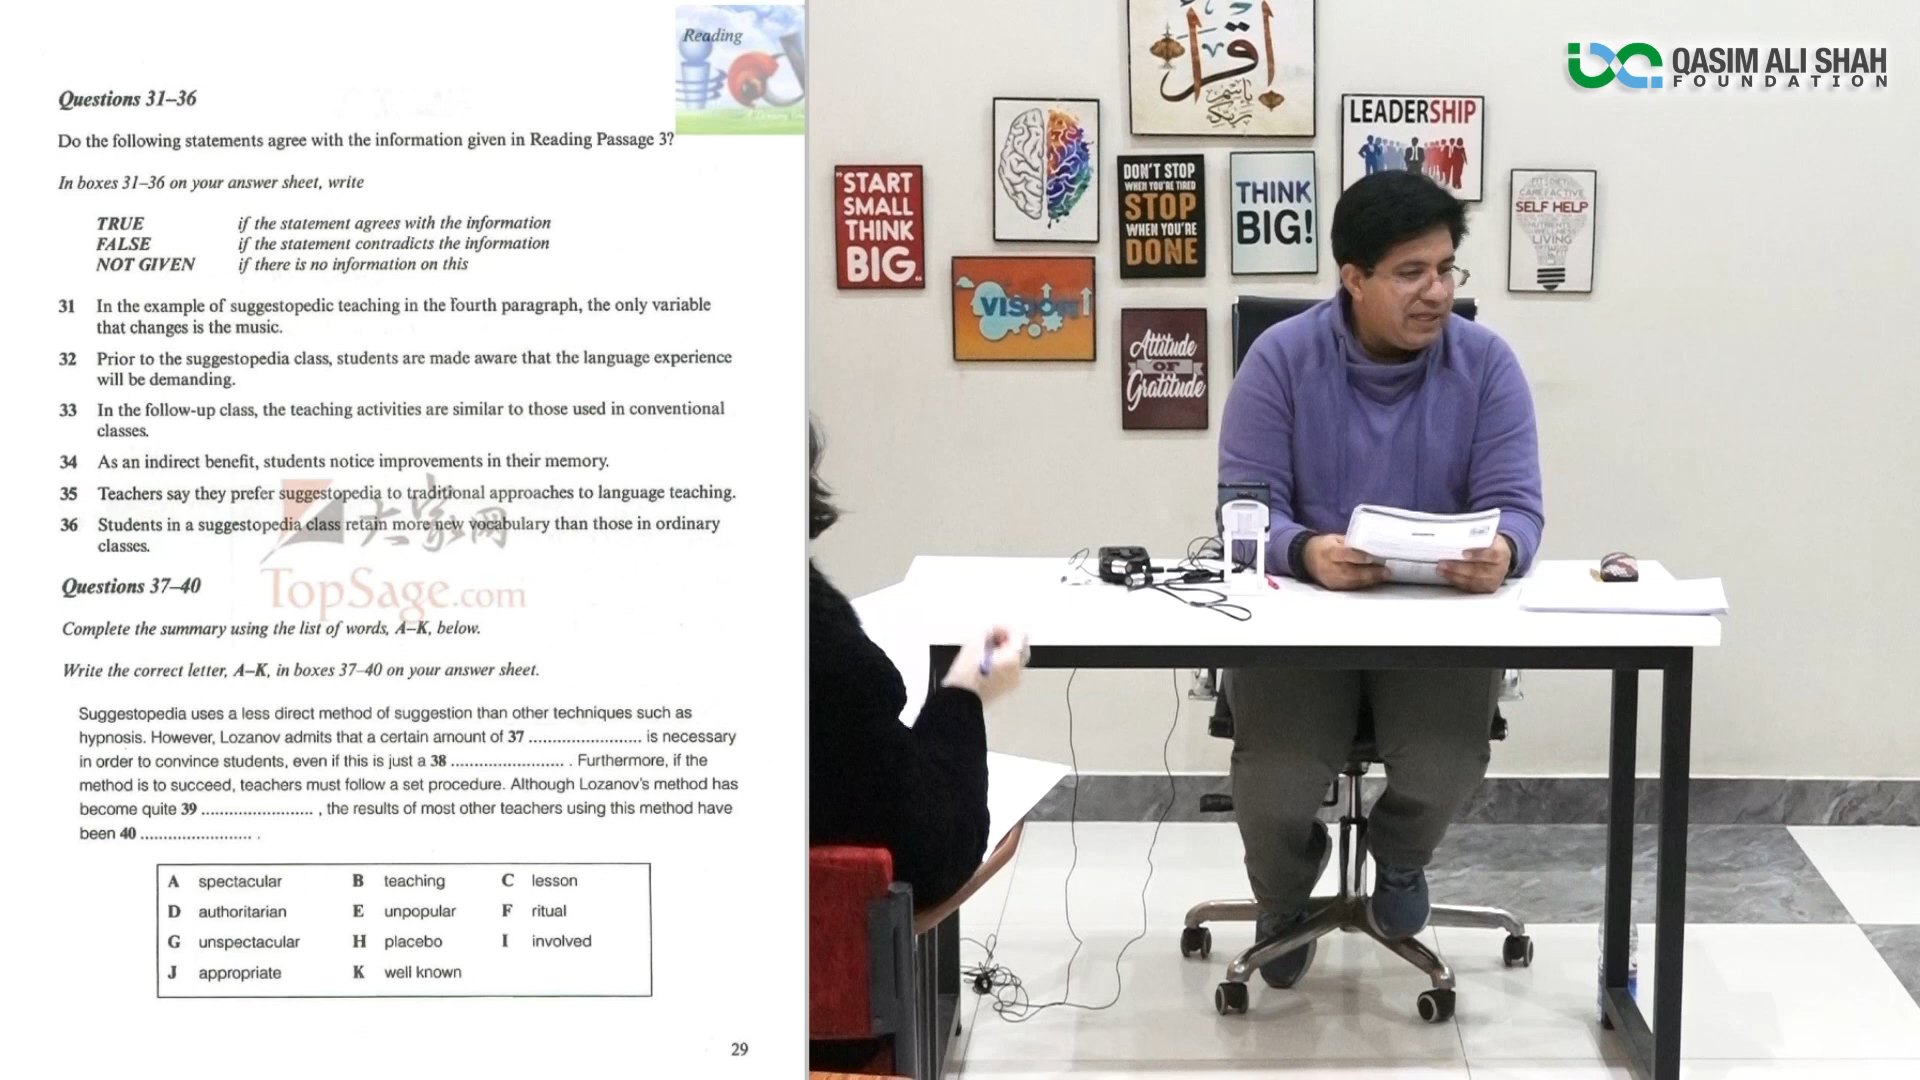 Reading
Questions 31–36
Do the following statements agree with the information given in Reading Passage 3?
In boxes 31–36 on your answer sheet, write
TRUE if the statement agrees with the information
FALSE if the statement contradicts the information
NOT GIVEN if there is no information on this
31 In the example of suggestopedic teaching in the fourth paragraph, the only variable
that changes is the music.
32 Prior to the suggestopedia class, students are made aware that the language experience
will be demanding.
33 In the follow-up class, the teaching activities are similar to those used in conventional
classes.
34 As an indirect benefit, students notice improvements in their memory.
35 Teachers say they prefer suggestopedia to traditional approaches to language teaching.
36 Students in a suggestopedia class retain more new vocabulary than those in ordinary
classes.
大家网
TopSage.com
Questions 37–40
Complete the summary using the list of words, A–K, below.
Write the correct letter, A–K, in boxes 37–40 on your answer sheet.
Suggestopedia uses a less direct method of suggestion than other techniques such as
hypnosis. However, Lozanov admits that a certain amount of 37 ........................ is necessary
in order to convince students, even if this is just a 38 ........................ . Furthermore, if the
method is to succeed, teachers must follow a set procedure. Although Lozanov's method has
become quite 39 ........................ , the results of most other teachers using this method have
been 40 ........................ .
A spectacular B teaching C lesson
D authoritarian E unpopular F ritual
G unspectacular H placebo I involved
J appropriate K well known
29
QASIM ALI SHAH
FOUNDATION
اقرأ
باسم
ربك
LEADERSHIP
"START
SMALL
THINK
BIG."
DON'T STOP
WHEN YOU'RE TIRED
STOP
WHEN YOU'RE
DONE
THINK
BIG!
VISION
Attitude
OF
Gratitude
CAREER ACTIVE
SELF HELP
NUTRIENTS
WELLNESS
LIVING